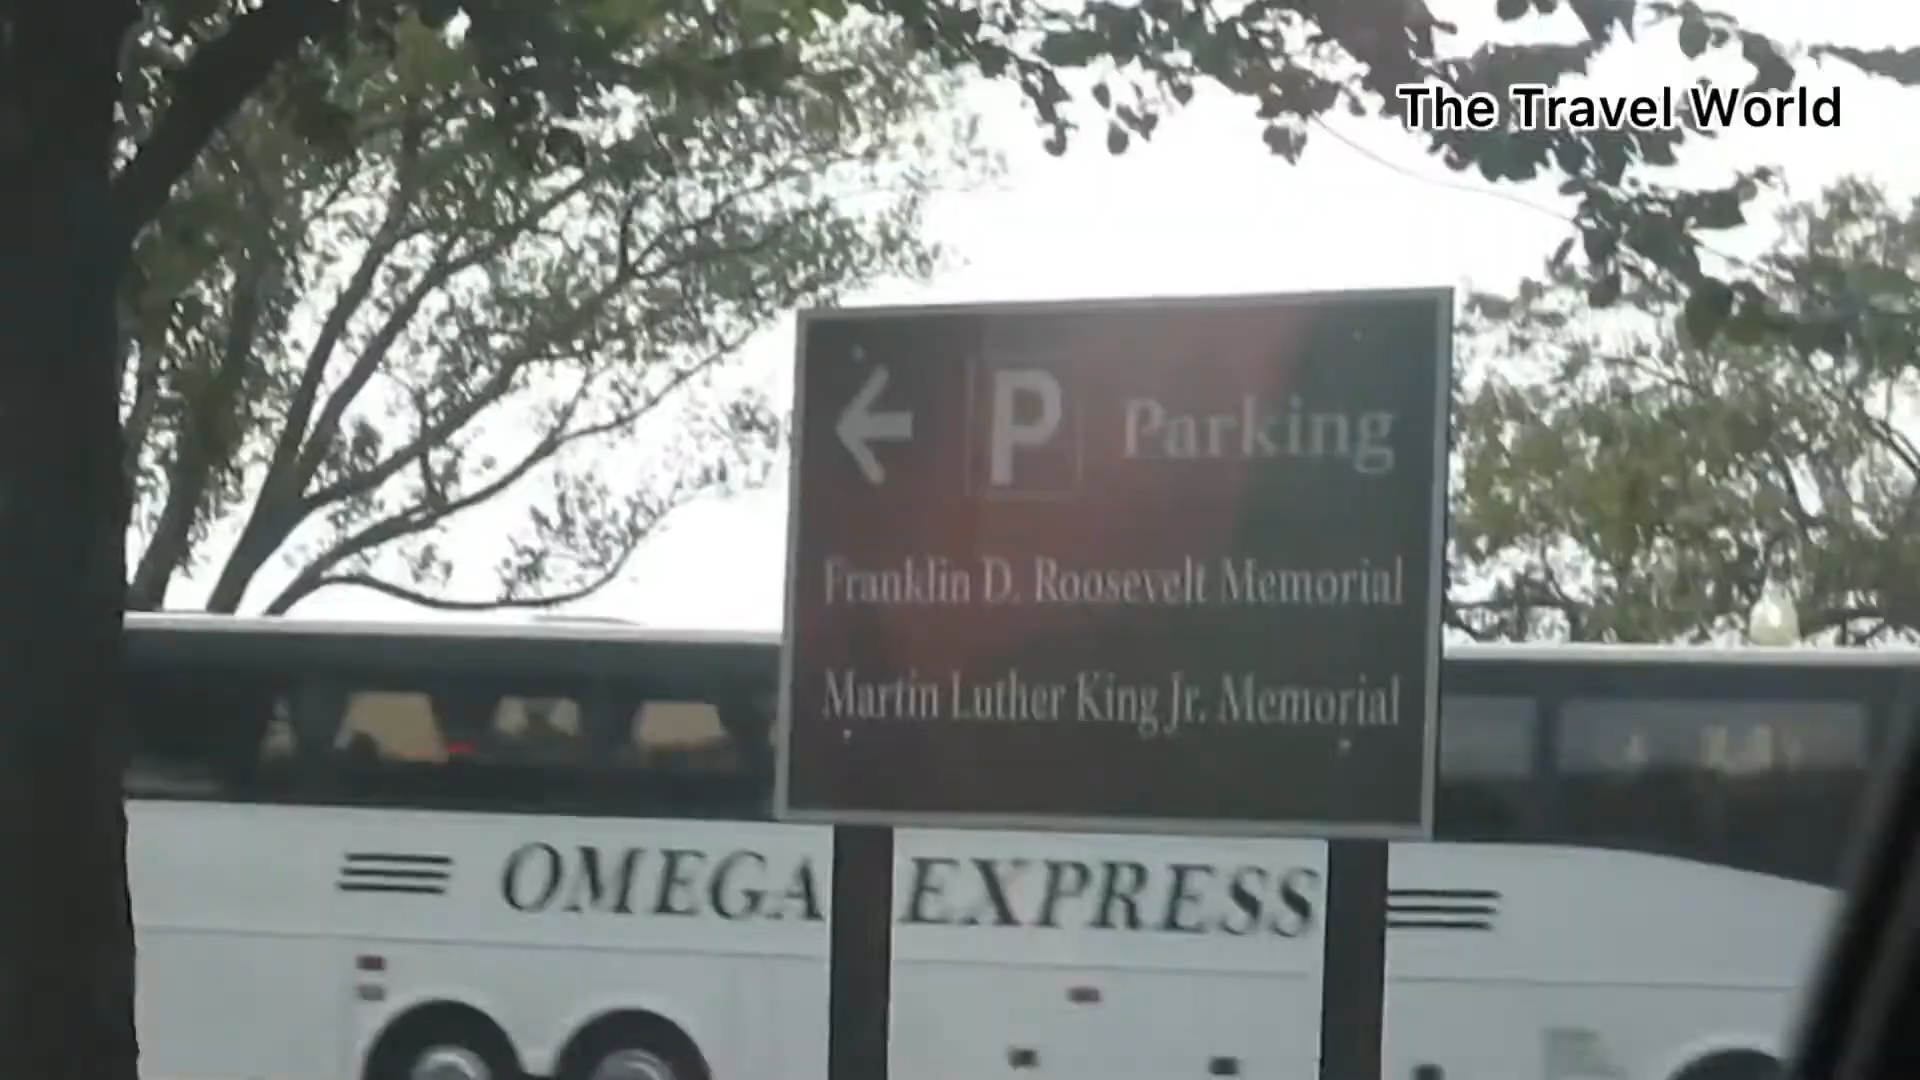 The Travel World
P Parking
Franklin D. Roosevelt Memorial
Martin Luther King Jr. Memorial
OMEGA EXPRESS